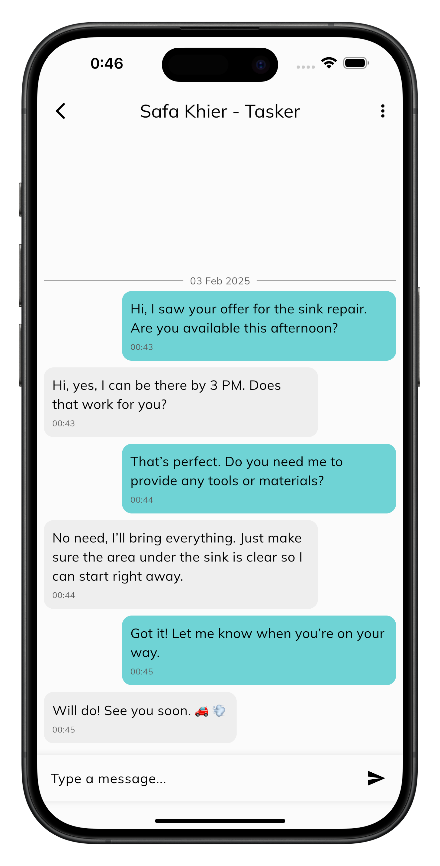 0:46
Safa Khier - Tasker
03 Feb 2025
Hi, I saw your offer for the sink repair.
Are you available this afternoon?
00:43
Hi, yes, I can be there by 3 PM. Does
that work for you?
00:43
That's perfect. Do you need me to
provide any tools or materials?
00:44
No need, I'll bring everything. Just make
sure the area under the sink is clear so I
can start right away.
00:44
Got it! Let me know when you're on your
way.
00:45
Will do! See you soon. 🚗 💨
00:45
Type a message...